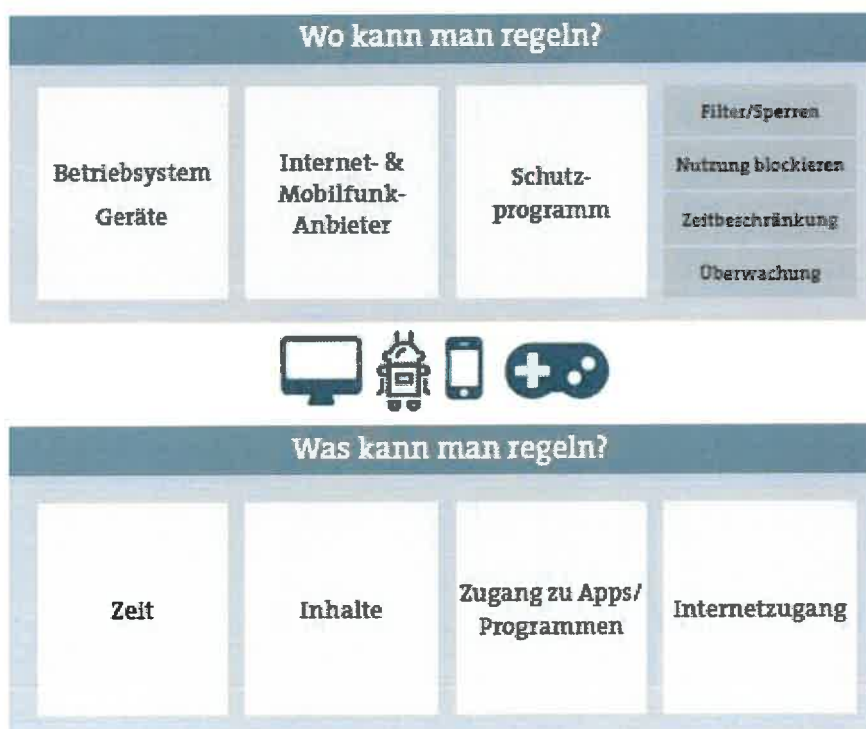 Wo kann man regeln?
Betriebsystem
Geräte
Internet- &
Mobilfunk-
Anbieter
Schutz-
programm
Filter/Sperren
Nutzung blockieren
Zeitbeschränkung
Überwachung
Was kann man regeln?
Zeit
Inhalte
Zugang zu Apps/
Programmen
Internetzugang